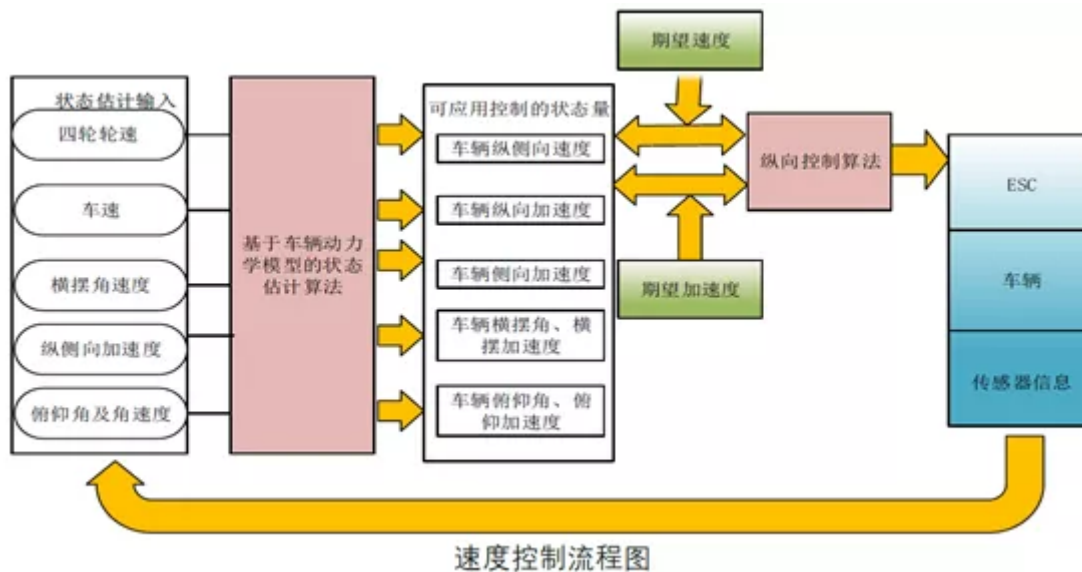 期望速度
状态估计输入
四轮轮速
车速
横摆角速度
纵侧向加速度
俯仰角及角速度
基于车辆动力
学模型的状态
估计算法
可应用控制的状态量
车辆纵侧向速度
车辆纵向加速度
车辆侧向加速度
车辆横摆角、横
摆加速度
车辆俯仰角、俯
仰加速度
期望加速度
纵向控制算法
ESC
车辆
传感器信息
速度控制流程图